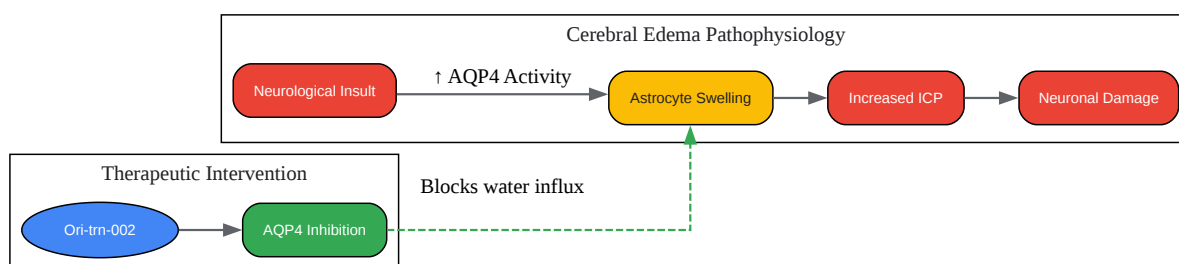 Cerebral Edema Pathophysiology
Neurological Insult
↑ AQP4 Activity
Astrocyte Swelling
Increased ICP
Neuronal Damage
Therapeutic Intervention
Blocks water influx
Ori-trn-002
AQP4 Inhibition